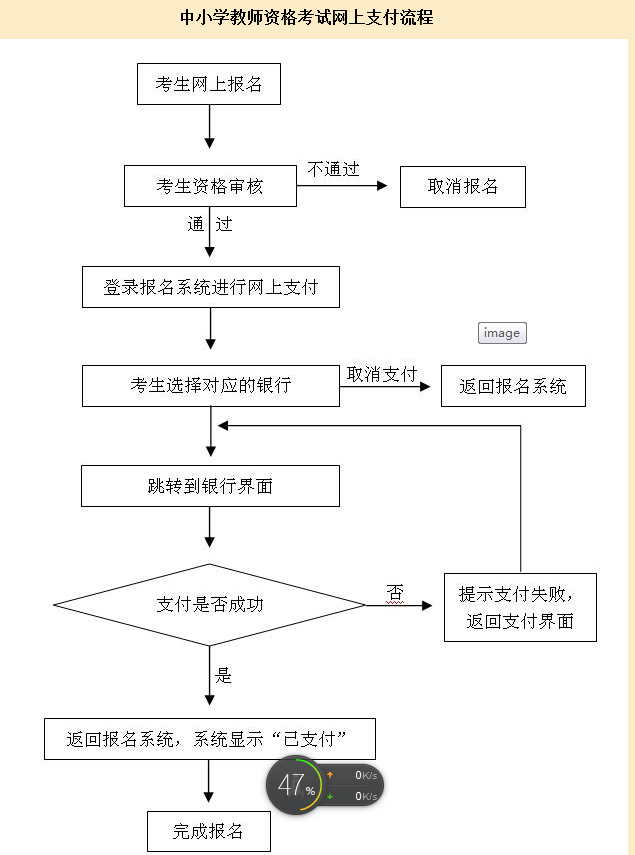 中小学教师资格考试网上支付流程
考生网上报名
考生资格审核
不通过
取消报名
通 过
登录报名系统进行网上支付
image
考生选择对应的银行
取消支付
返回报名系统
跳转到银行界面
支付是否成功
否
提示支付失败，
返回支付界面
是
返回报名系统，系统显示“已支付”
47%
0K/s
0K/s
完成报名